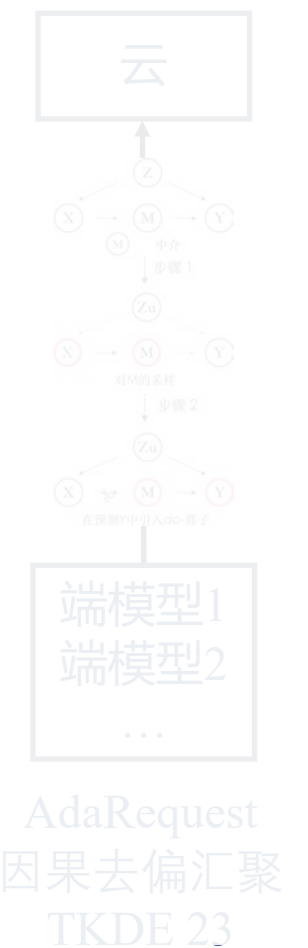 云
Z
X M Y
M 中介
步骤 1
Zu
X M Y
对M的采样
步骤 2
Zu
X M Y
在预测Y中引入do-算子
端模型1
端模型2
...
AdaRequest
因果去偏汇聚
TKDE 23